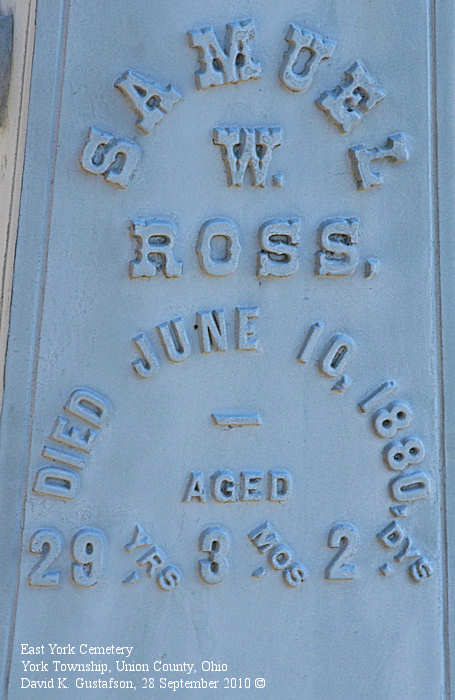 SAMUEL
W.
ROSS,
DIED JUNE 10, 1880.
—
AGED
29 YRS. 3 MOS. 2 DYS.
East York Cemetery
York Township, Union County, Ohio
David K. Gustafson, 28 September 2010 ©